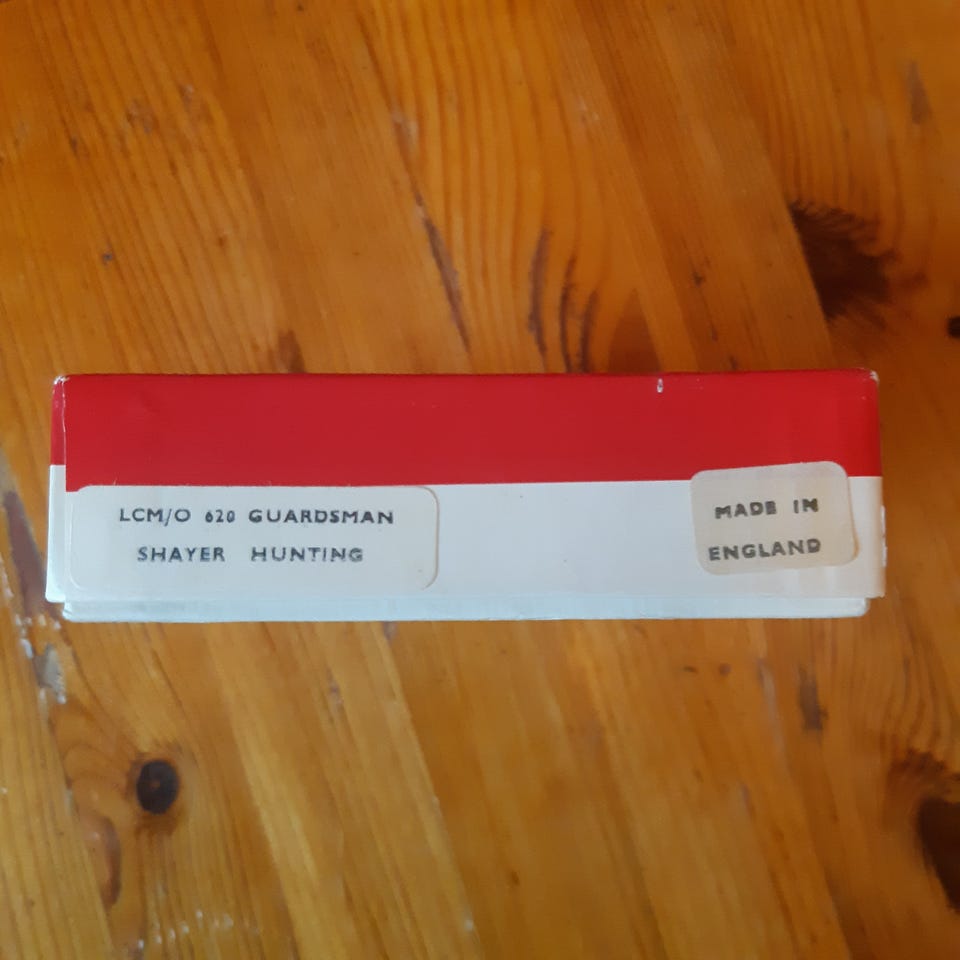 LCM/O 620 GUARDSMAN
SHAYER HUNTING
MADE IN
ENGLAND